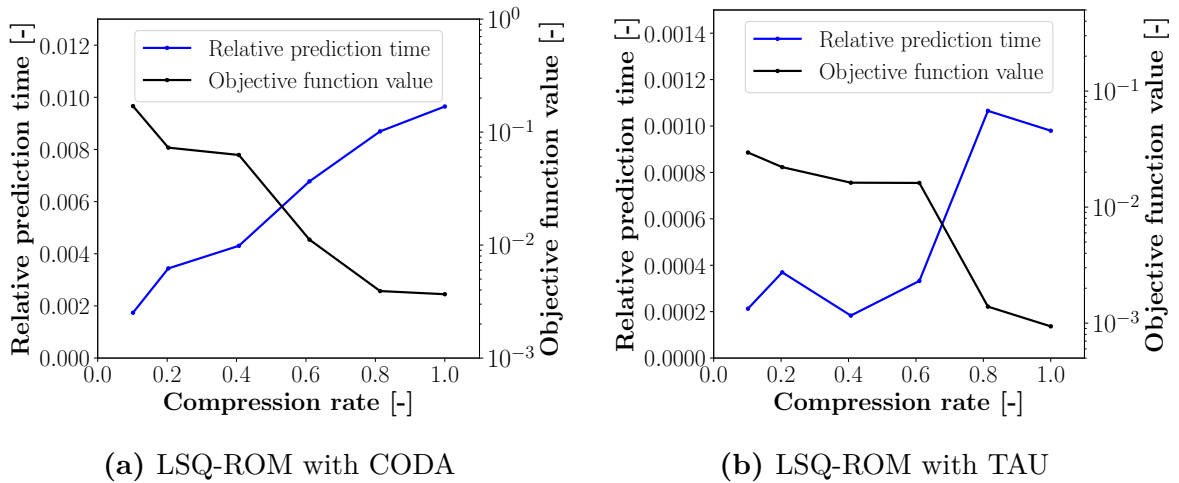 Relative prediction time [-]
0.012
0.010
0.008
0.006
0.004
0.002
0.000
Relative prediction time
Objective function value
10^0
10^-1
10^-2
10^-3
Objective function value [-]
0.0 0.2 0.4 0.6 0.8 1.0
Compression rate [-]
(a) LSQ-ROM with CODA
Relative prediction time [-]
0.0014
0.0012
0.0010
0.0008
0.0006
0.0004
0.0002
0.0000
Relative prediction time
Objective function value
10^-1
10^-2
10^-3
Objective function value [-]
0.0 0.2 0.4 0.6 0.8 1.0
Compression rate [-]
(b) LSQ-ROM with TAU